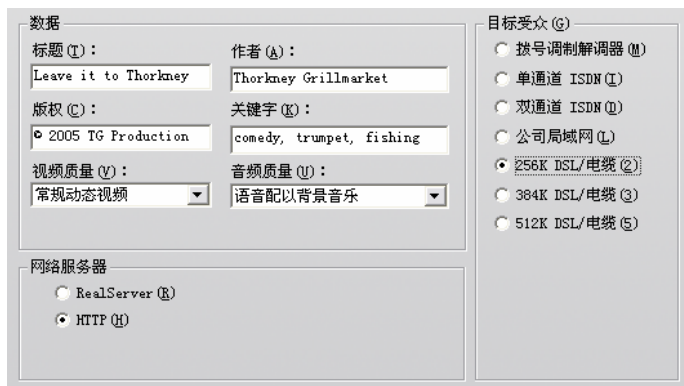 数据
标题(T)： 作者(A)：
Leave it to Thorkney Thorkney Grillmarket
版权(C)： 关键字(K)：
© 2005 TG Production comedy, trumpet, fishing
视频质量(V)： 音频质量(U)：
常规动态视频 语音配以背景音乐
网络服务器
RealServer(R)
HTTP(H)
目标受众(G)
拨号调制解调器(M)
单通道 ISDN(I)
双通道 ISDN(D)
公司局域网(L)
256K DSL/电缆(2)
384K DSL/电缆(3)
512K DSL/电缆(5)